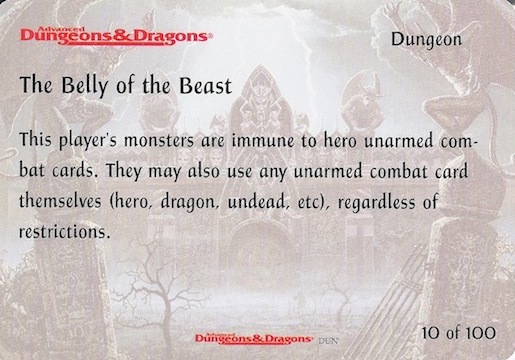 Advanced
Dungeons & Dragons®
Dungeon
The Belly of the Beast
This player's monsters are immune to hero unarmed com-
bat cards. They may also use any unarmed combat card
themselves (hero, dragon, undead, etc), regardless of
restrictions.
Advanced
Dungeons & Dragons® DUN
10 of 100